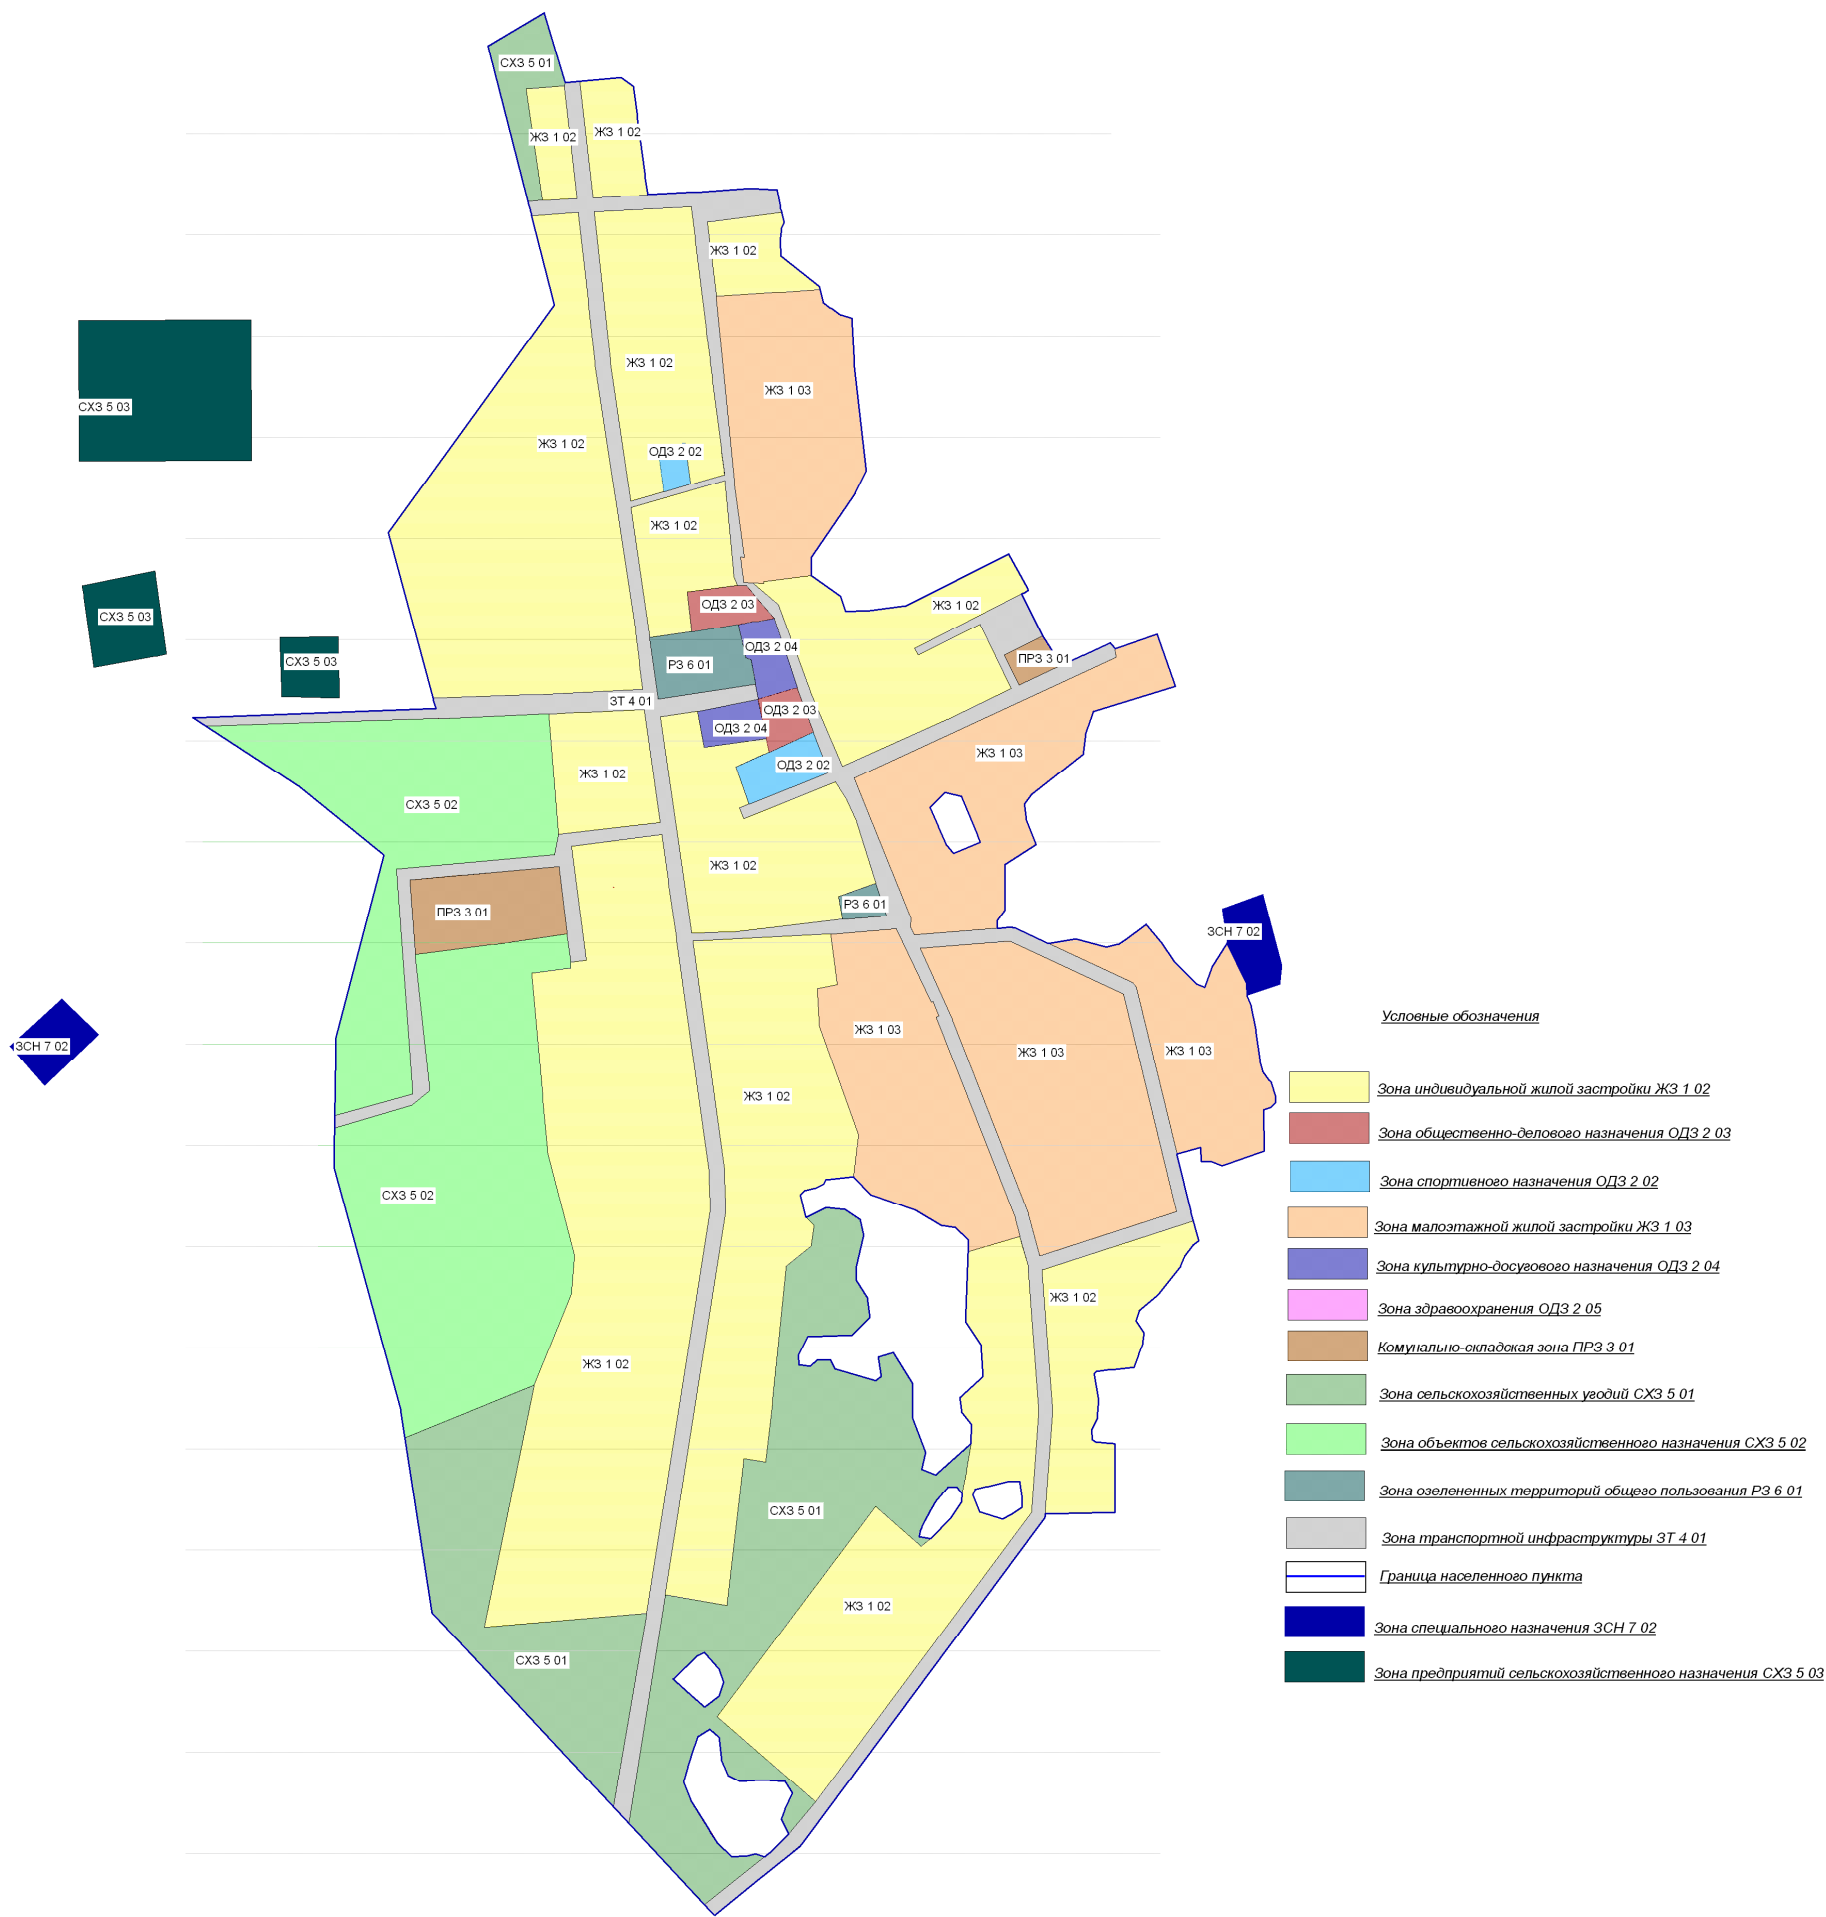 СХЗ 5 01
ЖЗ 1 02
ЖЗ 1 02
ЖЗ 1 02
ЖЗ 1 02
ЖЗ 1 03
СХЗ 5 03
ЖЗ 1 02
ОДЗ 2 02
ЖЗ 1 02
ОДЗ 2 03
ЖЗ 1 02
СХЗ 5 03
ОДЗ 2 04
СХЗ 5 03
РЗ 6 01
ПРЗ 3 01
ЗТ 4 01
ОДЗ 2 03
ОДЗ 2 04
ЖЗ 1 03
ОДЗ 2 02
ЖЗ 1 02
СХЗ 5 02
ЖЗ 1 02
РЗ 6 01
ПРЗ 3 01
ЗСН 7 02
ЖЗ 1 03
ЗСН 7 02
ЖЗ 1 03
ЖЗ 1 03
ЖЗ 1 02
СХЗ 5 02
ЖЗ 1 02
ЖЗ 1 02
СХЗ 5 01
ЖЗ 1 02
СХЗ 5 01
Условные обозначения
Зона индивидуальной жилой застройки ЖЗ 1 02
Зона общественно-делового назначения ОДЗ 2 03
Зона спортивного назначения ОДЗ 2 02
Зона малоэтажной жилой застройки ЖЗ 1 03
Зона культурно-досугового назначения ОДЗ 2 04
Зона здравоохранения ОДЗ 2 05
Комунально-складская зона ПРЗ 3 01
Зона сельскохозяйственных угодий СХЗ 5 01
Зона объектов сельскохозяйственного назначения СХЗ 5 02
Зона озелененных территорий общего пользования РЗ 6 01
Зона транспортной инфраструктуры ЗТ 4 01
Граница населенного пункта
Зона специального назначения ЗСН 7 02
Зона предприятий сельскохозяйственного назначения СХЗ 5 03